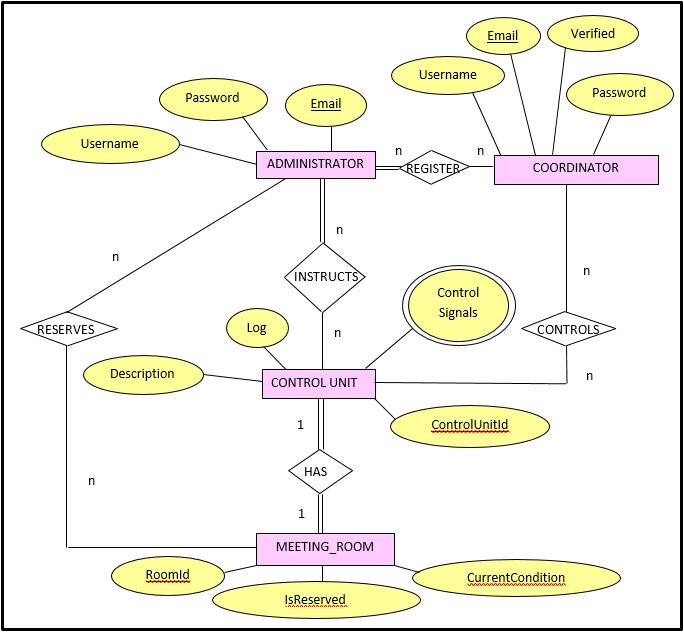 Email
Verified
Username
Password
Password
Email
Username
ADMINISTRATOR
n
REGISTER
n
COORDINATOR
n
n
n
INSTRUCTS
Control
Signals
RESERVES
Log
n
CONTROLS
Description
CONTROL UNIT
n
1
ControlUnitId
HAS
n
1
MEETING_ROOM
RoomId
CurrentCondition
IsReserved